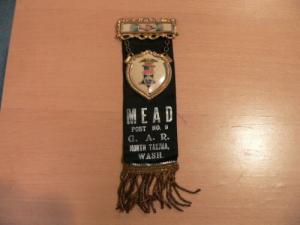 MEAD
POST NO. 9
G. A. R.
NORTH YAKIMA,
WASH.